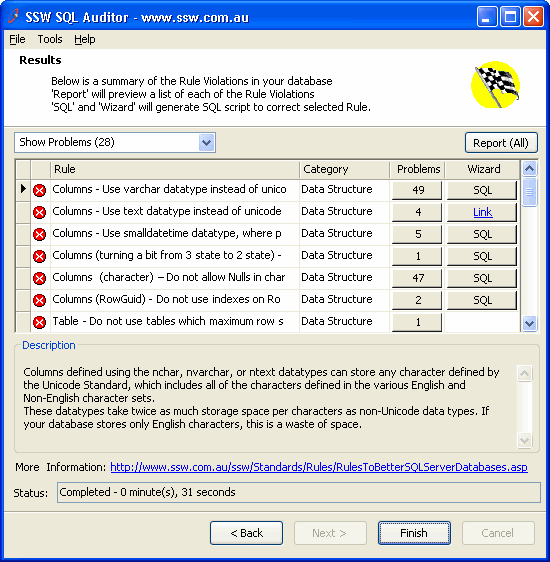 SSW SQL Auditor - www.ssw.com.au
File Tools Help
Results
Below is a summary of the Rule Violations in your database
'Report' will preview a list of each of the Rule Violations
'SQL' and 'Wizard' will generate SQL script to correct selected Rule.
Show Problems (28) Report (All)
Rule Category Problems Wizard
Columns - Use varchar datatype instead of unico Data Structure 49 SQL
Columns - Use text datatype instead of unicode Data Structure 4 Link
Columns - Use smalldatetime datatype, where p Data Structure 5 SQL
Columns (turning a bit from 3 state to 2 state) - Data Structure 1 SQL
Columns (character) – Do not allow Nulls in char Data Structure 47 SQL
Columns (RowGuid) - Do not use indexes on Ro Data Structure 2 SQL
Table - Do not use tables which maximum row s Data Structure 1
Description
Columns defined using the nchar, nvarchar, or ntext datatypes can store any character defined by
the Unicode Standard, which includes all of the characters defined in the various English and
Non-English character sets.
These datatypes take twice as much storage space per characters as non-Unicode data types. If
your database stores only English characters, this is a waste of space.
More Information: http://www.ssw.com.au/ssw/Standards/Rules/RulesToBetterSQLServerDatabases.asp
Status: Completed - 0 minute(s), 31 seconds
< Back Next > Finish Cancel